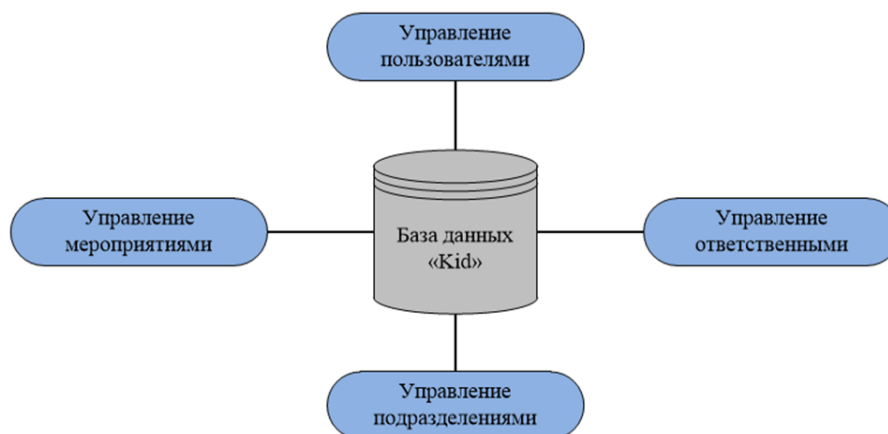 Управление
пользователями
Управление
мероприятиями
База данных
«Kid»
Управление
ответственными
Управление
подразделениями